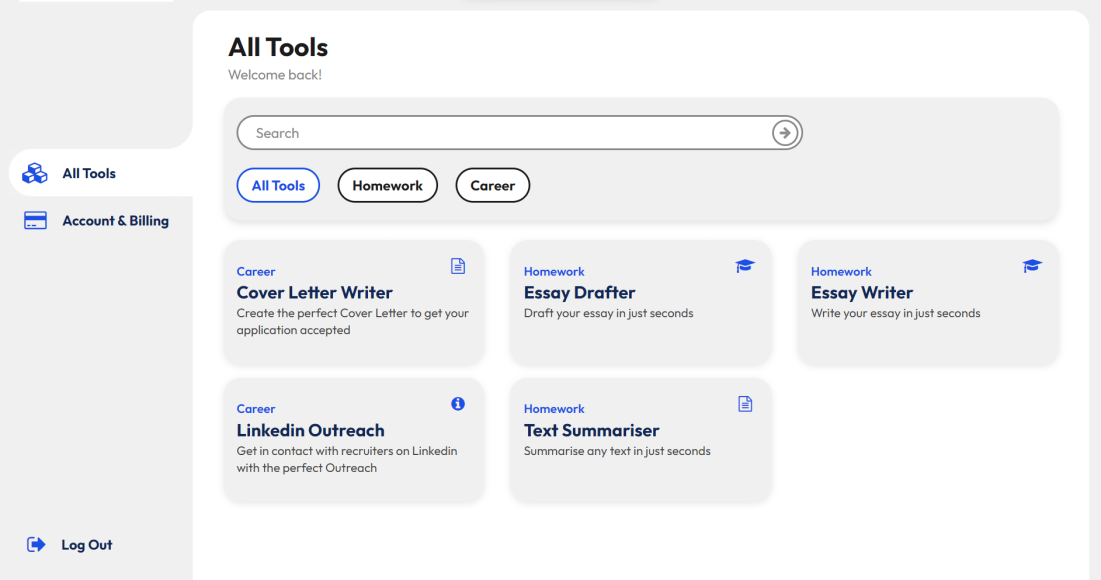 All Tools
Welcome back!
Search
All Tools
Homework
Career
All Tools
Account & Billing
Career
Cover Letter Writer
Create the perfect Cover Letter to get your
application accepted
Homework
Essay Drafter
Draft your essay in just seconds
Homework
Essay Writer
Write your essay in just seconds
Career
Linkedin Outreach
Get in contact with recruiters on Linkedin
with the perfect Outreach
Homework
Text Summariser
Summarise any text in just seconds
Log Out